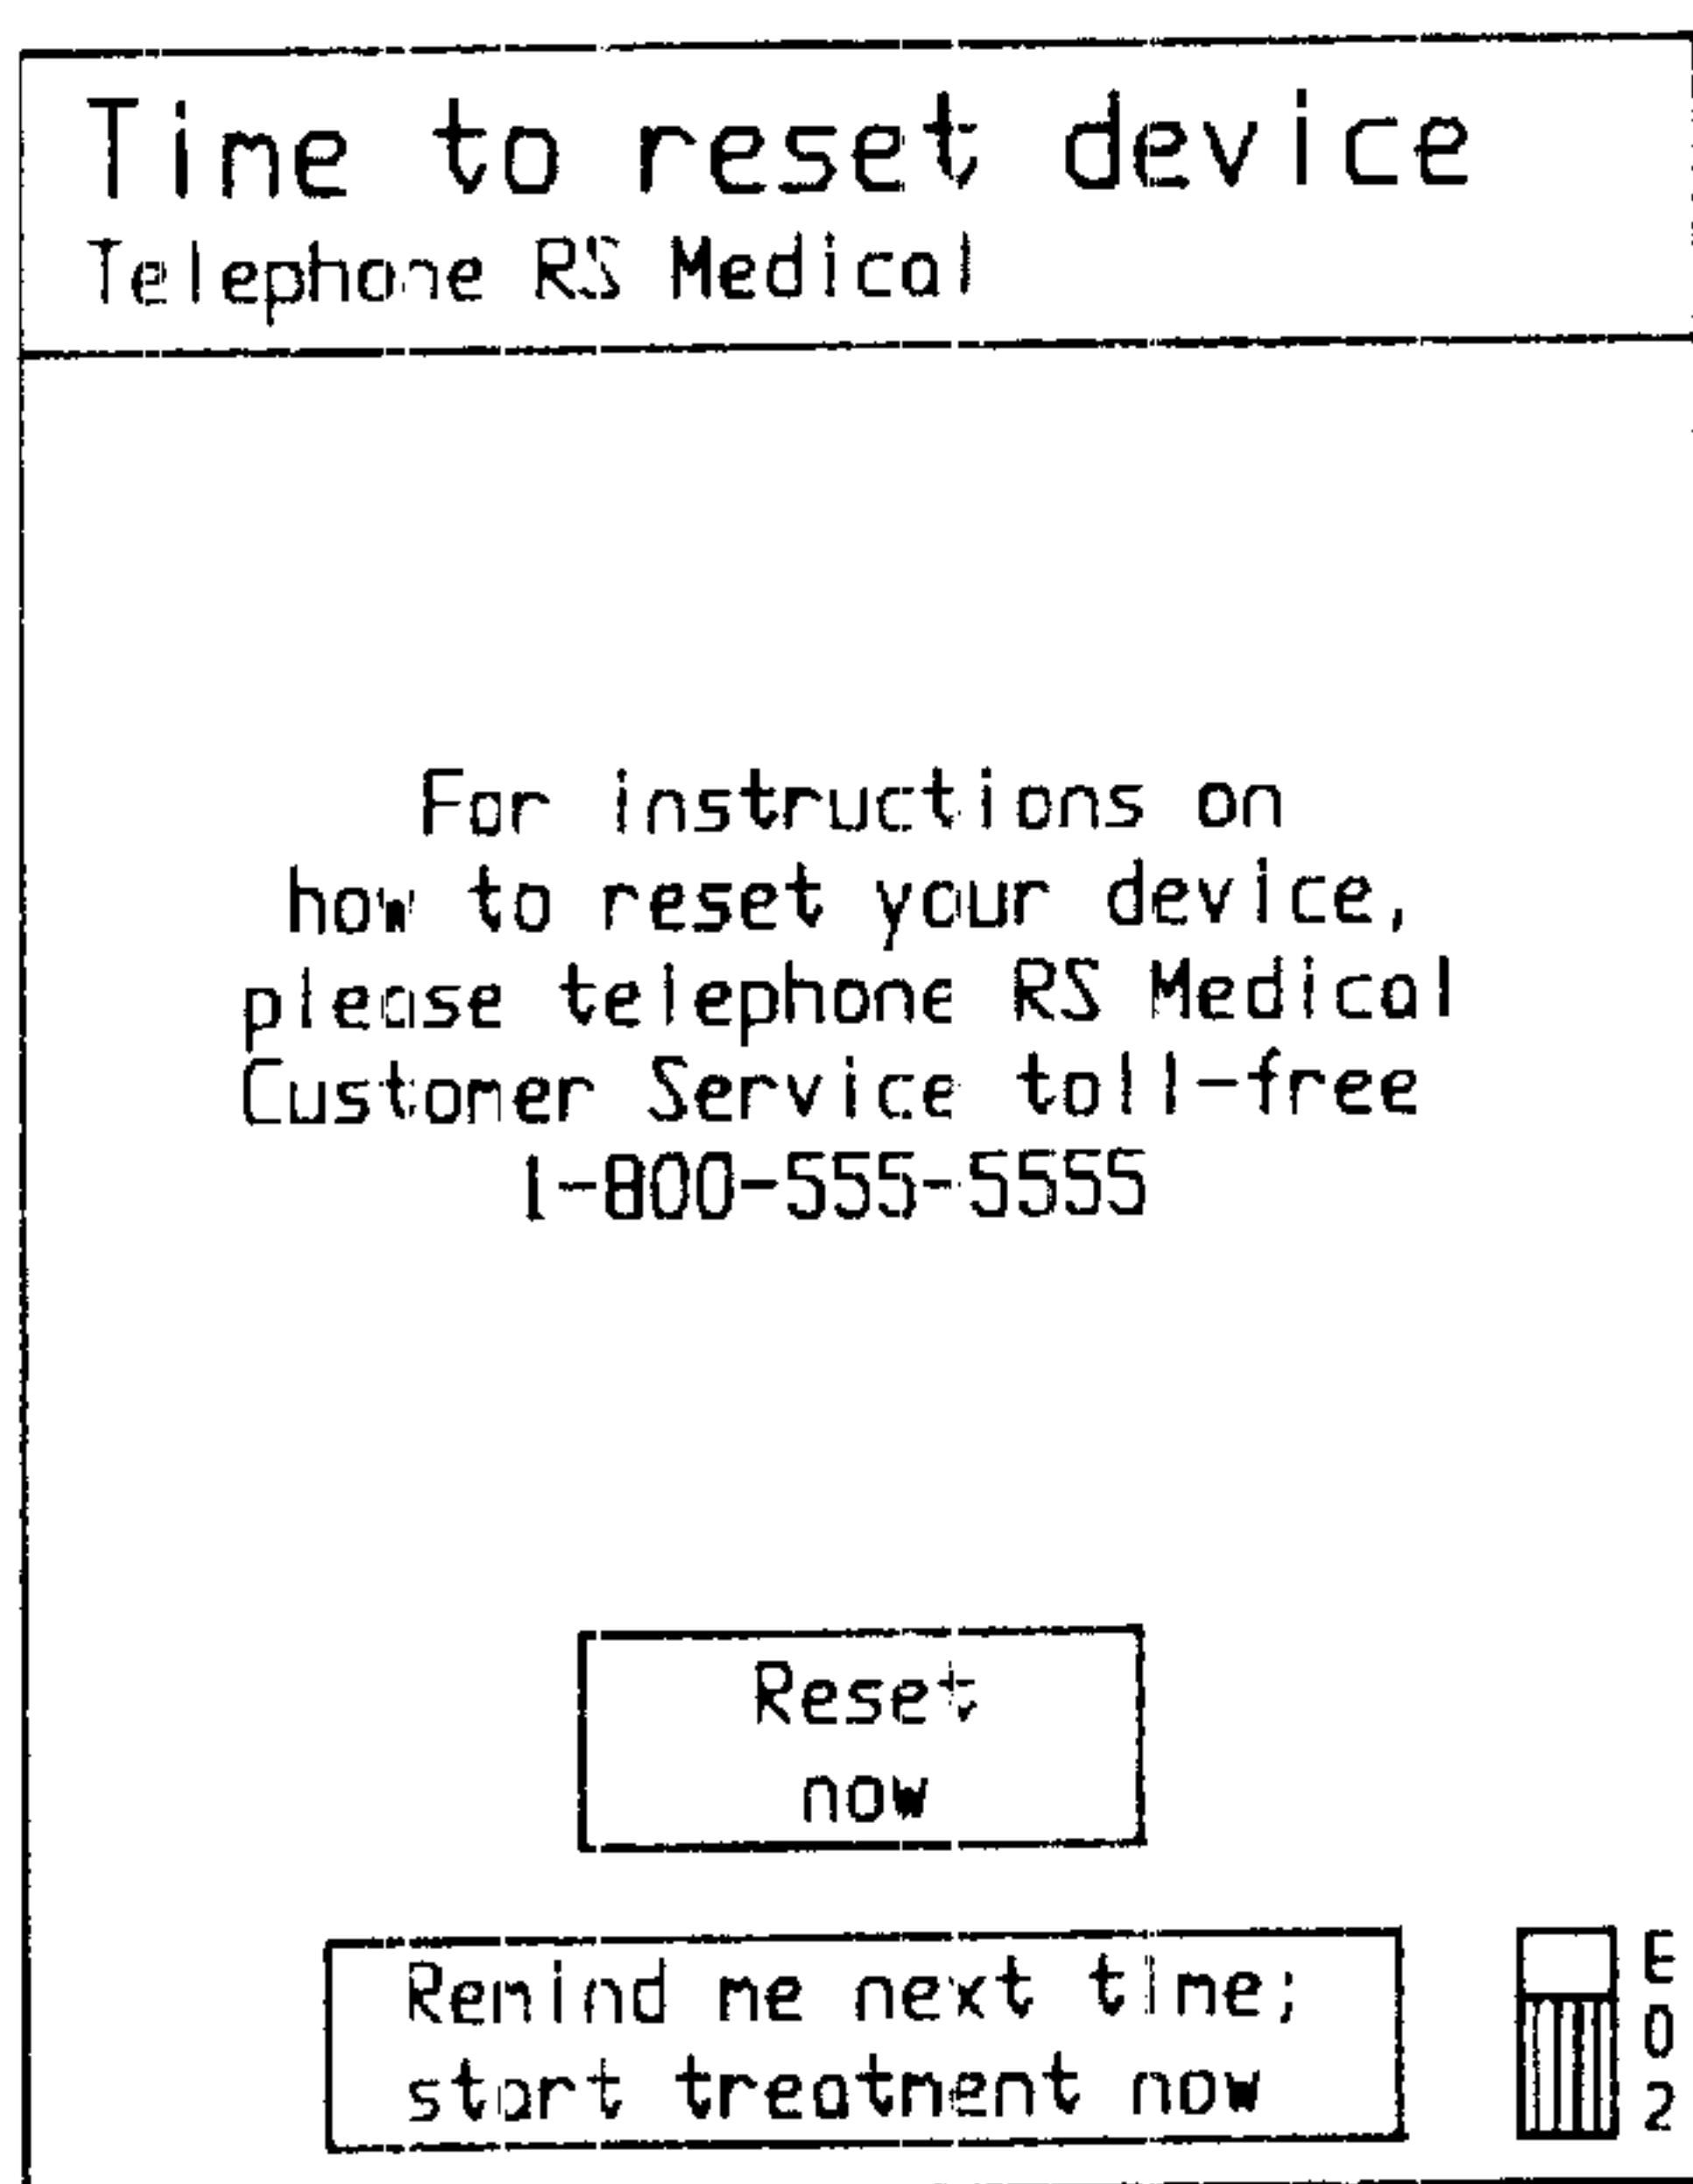 Time to reset device
Telephone RS Medical
For instructions on
how to reset your device,
please telephone RS Medical
Customer Service toll-free
1-800-555-5555
Reset
now
Remind me next time;
start treatment now
E
0
2